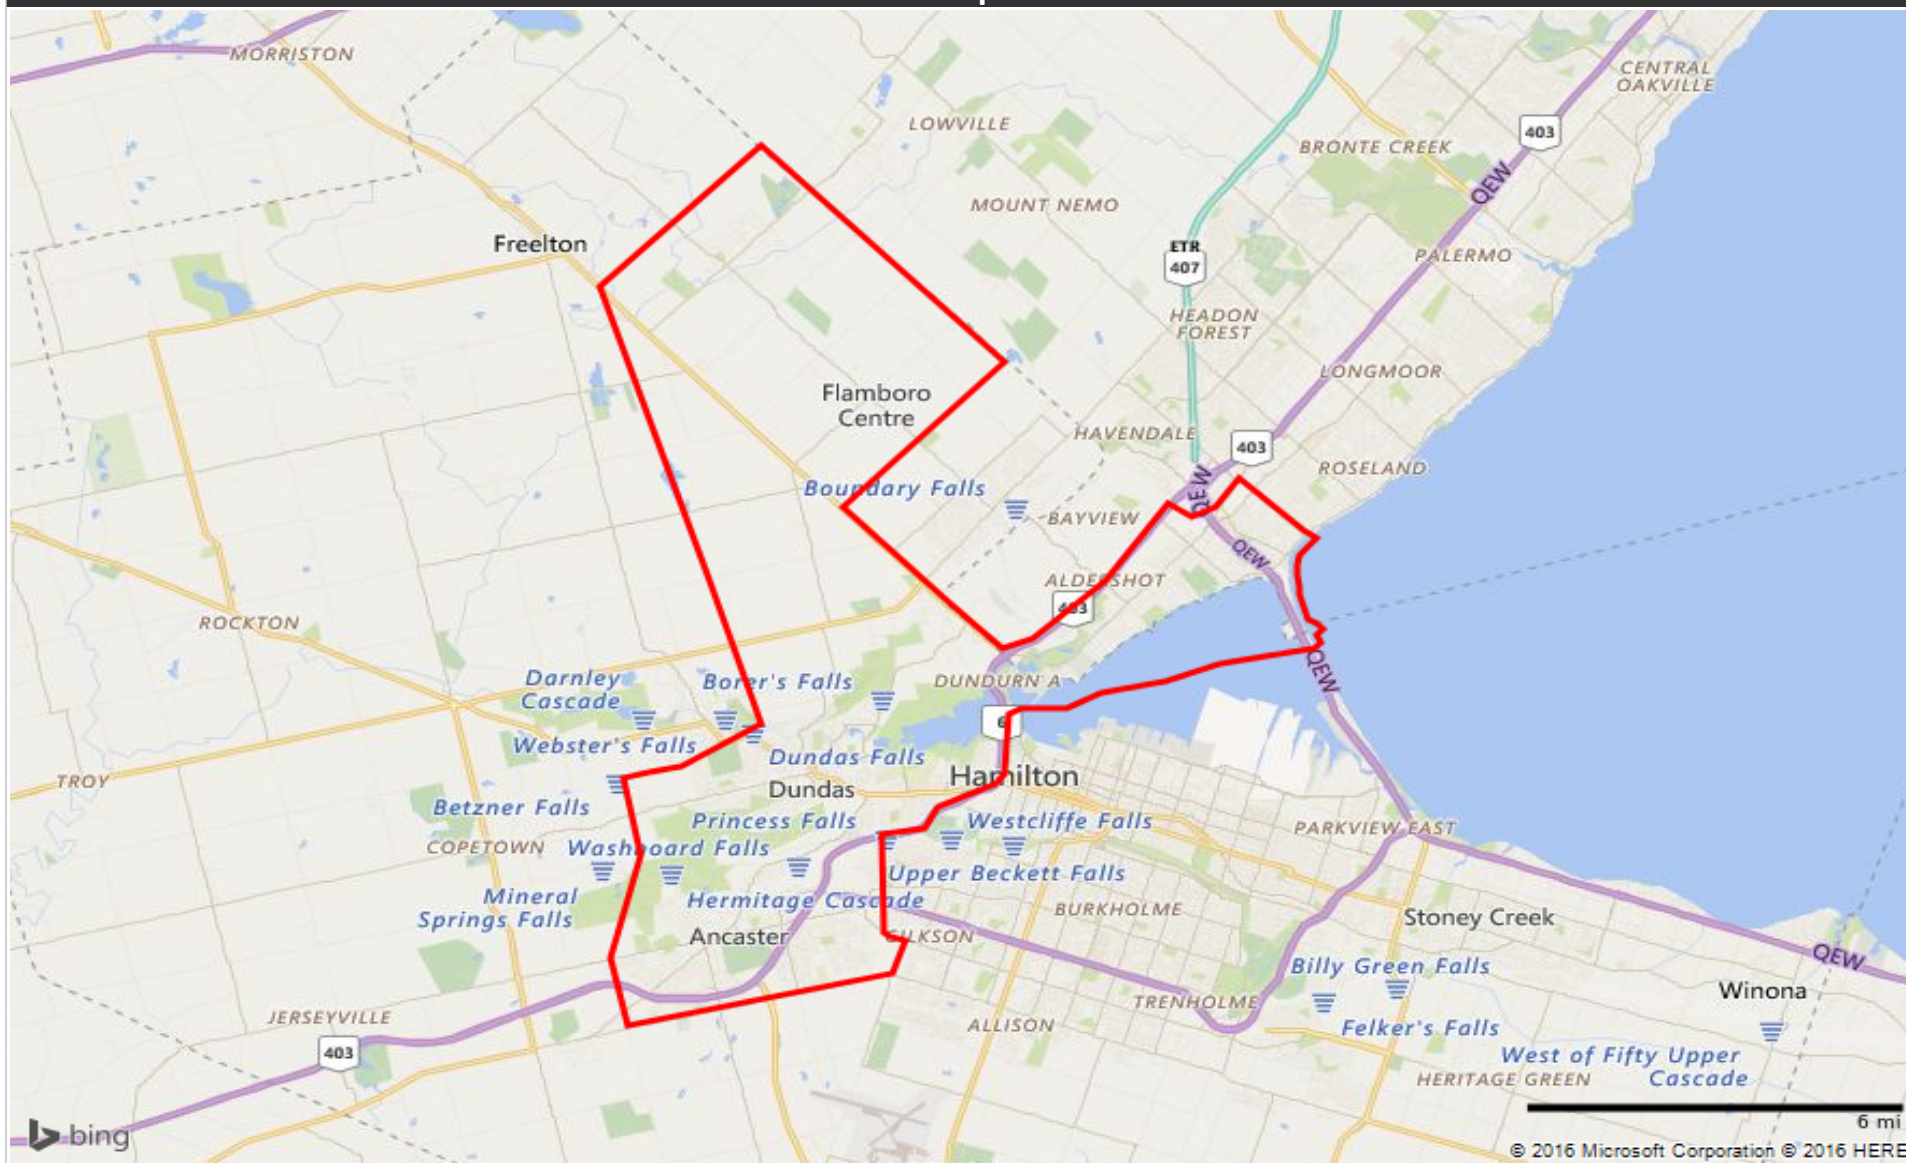 MORRISTON
CENTRAL
OAKVILLE
LOWVILLE
403
BRONTE CREEK
QEW
MOUNT NEMO
Freelton
ETR
407
PALERMO
HEADON
FOREST
LONGMOOR
Flamboro
Centre
HAVENDALE
403
ROSELAND
Boundary Falls
QEW
BAYVIEW
QEW
ALDERSHOT
403
ROCKTON
QEW
Darnley
Cascade
Borer's Falls
DUNDURN A
6
Webster's Falls
Dundas Falls
TROY
Hamilton
Dundas
Betzner Falls
Princess Falls
Westcliffe Falls
PARKVIEW EAST
COPETOWN
Washboard Falls
Upper Beckett Falls
Mineral
Springs Falls
Hermitage Cascade
BURKHOLME
Stoney Creek
Ancaster
GILKSON
QEW
Billy Green Falls
Winona
TRENHOLME
JERSEYVILLE
ALLISON
Felker's Falls
403
West of Fifty Upper
Cascade
HERITAGE GREEN
6 mi
bing
© 2016 Microsoft Corporation © 2016 HERE